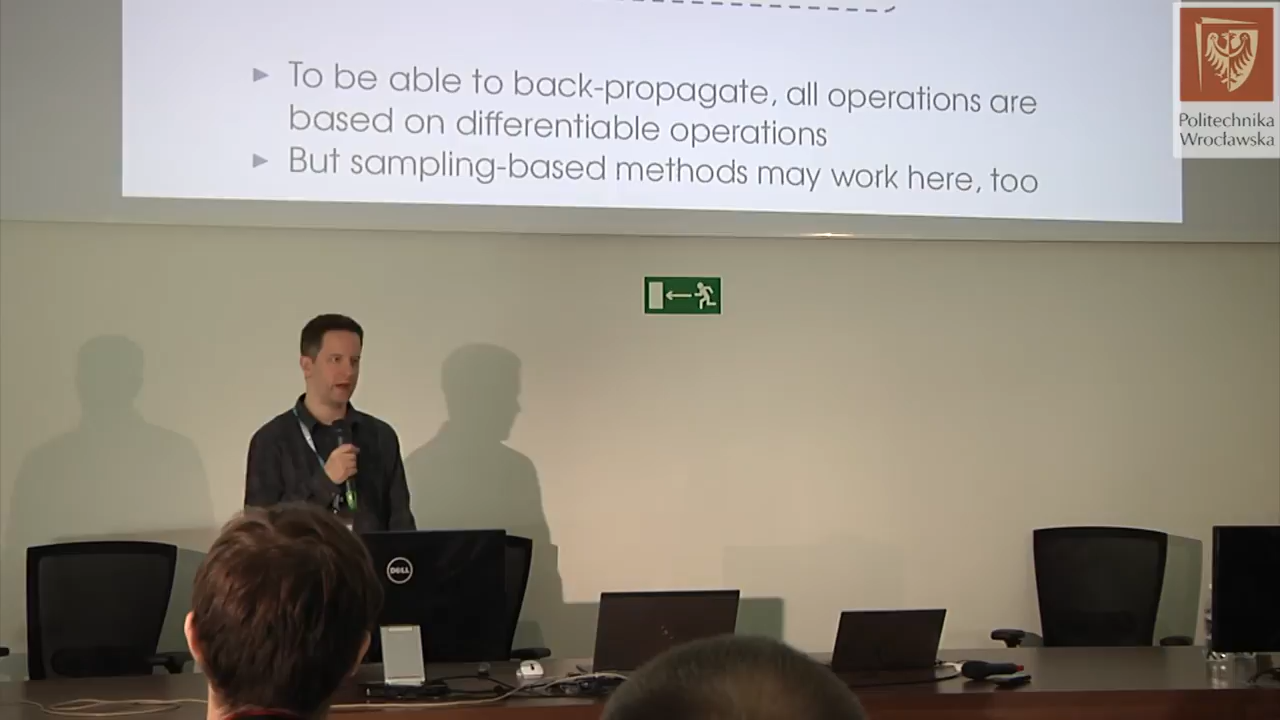 To be able to back-propagate, all operations are
based on differentiable operations
But sampling-based methods may work here, too
Politechnika
Wrocławska
DELL